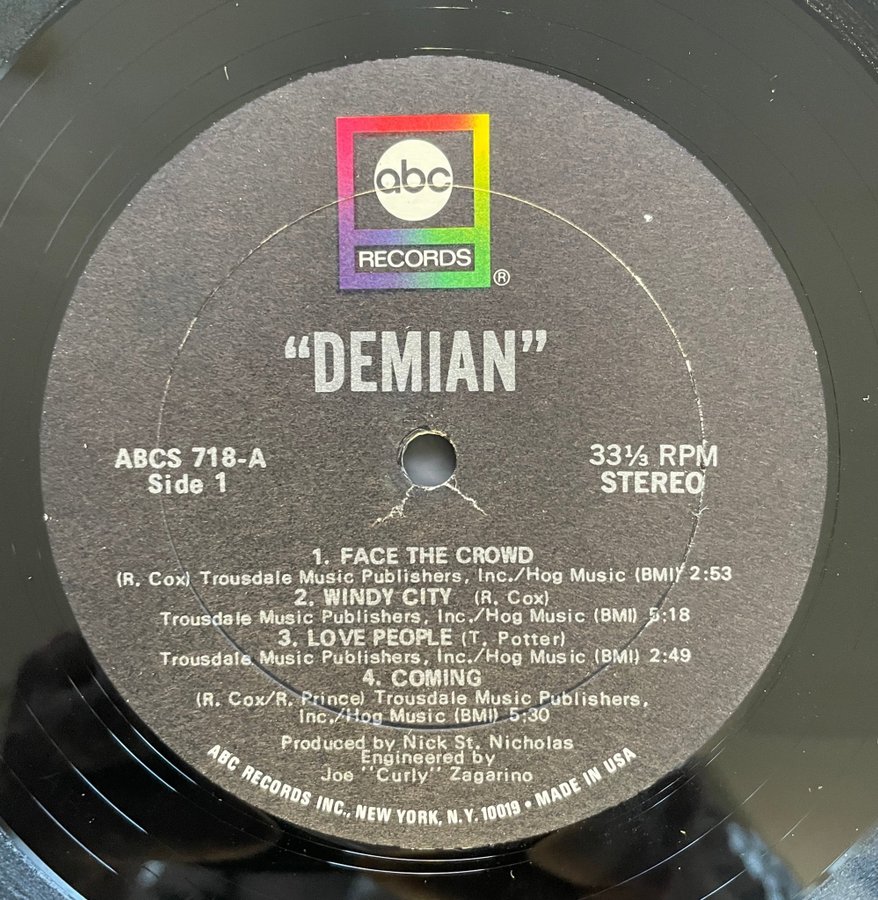 abc
RECORDS ®
“DEMIAN”
ABCS 718-A
Side 1
33⅓ RPM
STEREO
1. FACE THE CROWD
(R. Cox) Trousdale Music Publishers, Inc./Hog Music (BMI) 2:53
2. WINDY CITY (R. Cox)
Trousdale Music Publishers, Inc./Hog Music (BMI) 5:18
3. LOVE PEOPLE (T. Potter)
Trousdale Music Publishers, Inc./Hog Music (BMI) 2:49
4. COMING
(R. Cox/R. Prince) Trousdale Music Publishers,
Inc./Hog Music (BMI) 5:30
Produced by Nick St. Nicholas
Engineered by
Joe "Curly" Zagarino
ABC RECORDS INC., NEW YORK, N.Y. 10019 • MADE IN USA